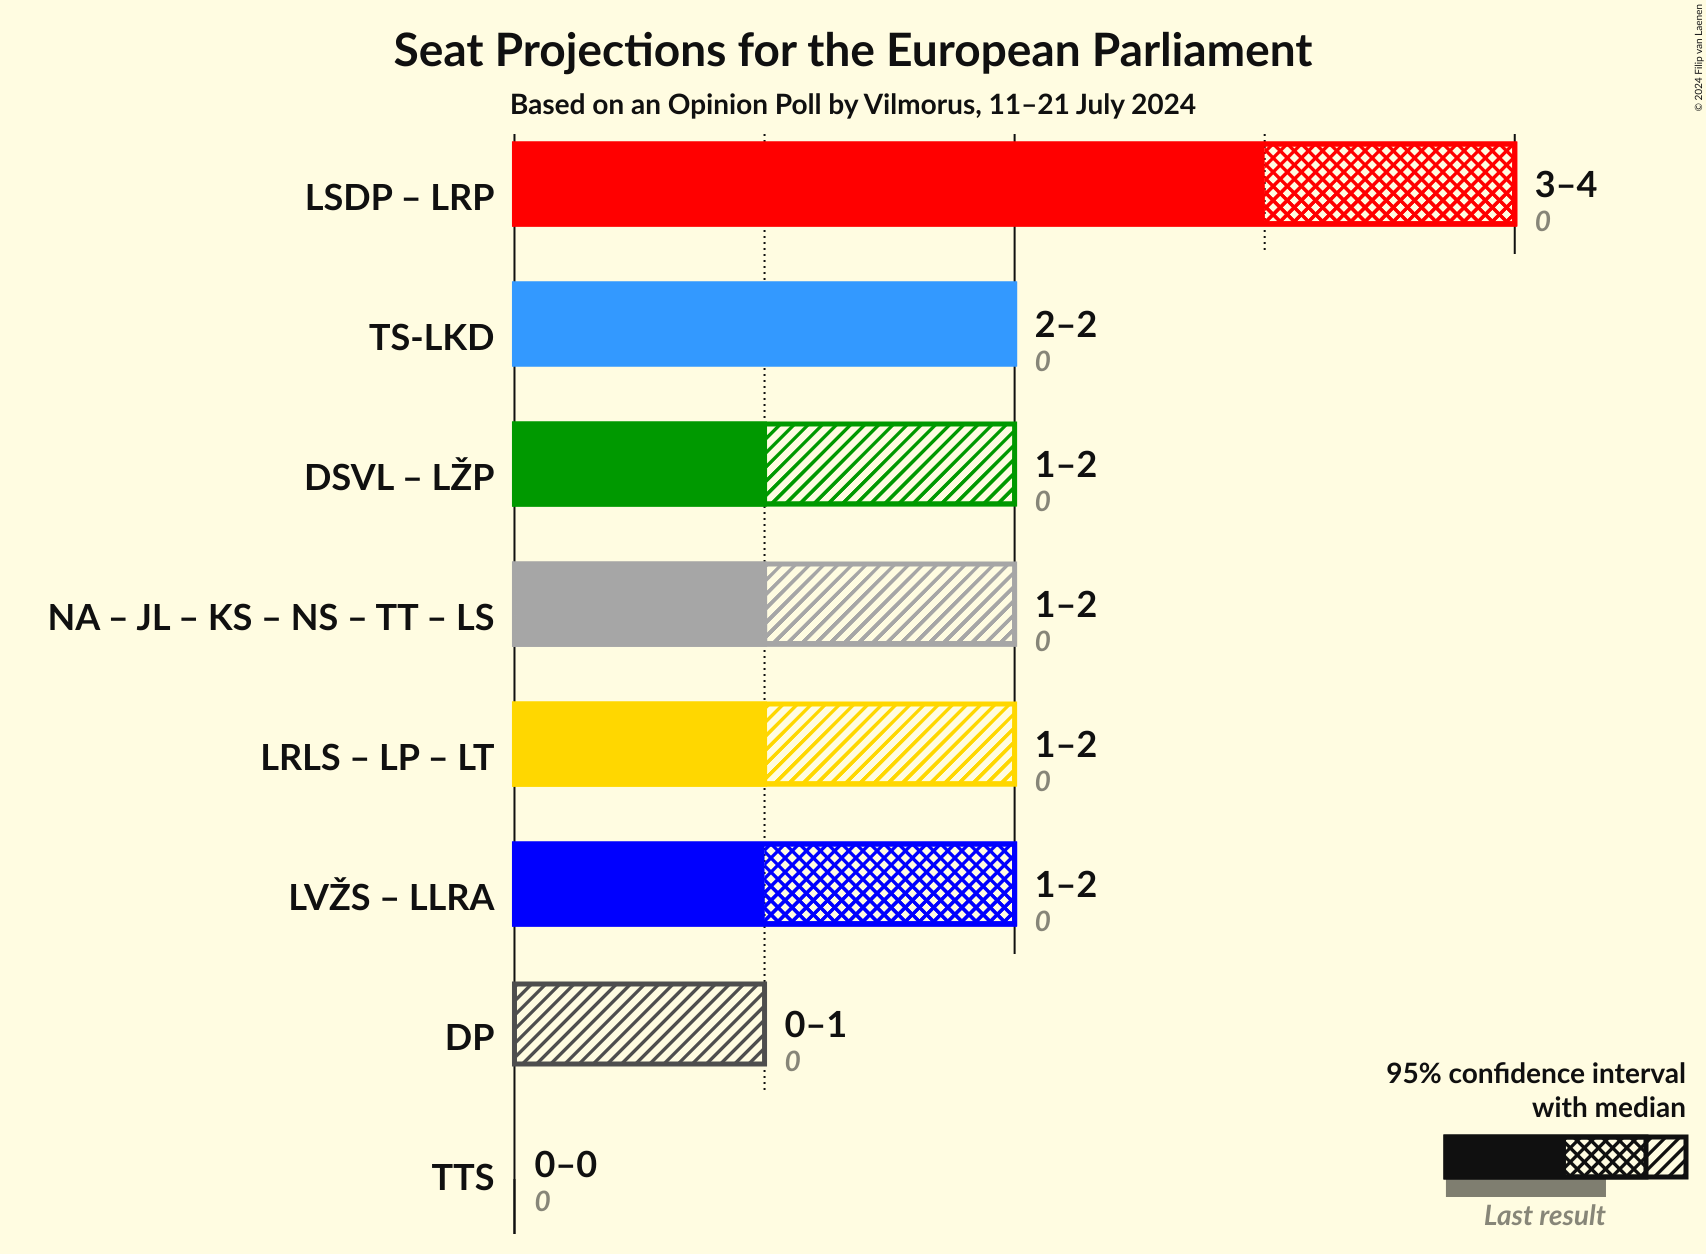 Seat Projections for the European Parliament
Based on an Opinion Poll by Vilmorus, 11–21 July 2024
© 2024 Filip van Laenen
LSDP – LRP
3–4
0
TS-LKD
2–2
0
DSVL – LŽP
1–2
0
NA – JL – KS – NS – TT – LS
1–2
0
LRLS – LP – LT
1–2
0
LVŽS – LLRA
1–2
0
DP
0–1
0
TTS
0–0
0
95% confidence interval
with median
Last result